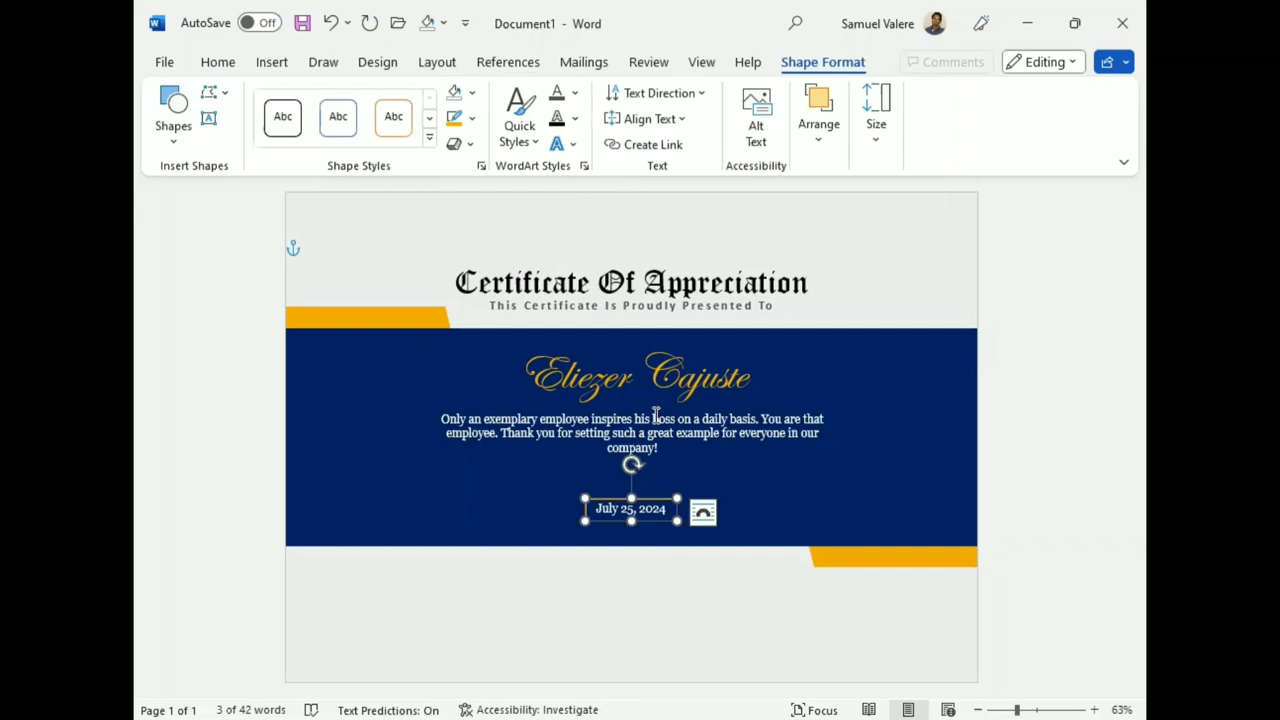 AutoSave Off Document1 - Word Samuel Valere
File Home Insert Draw Design Layout References Mailings Review View Help Shape Format Comments Editing
Shapes
Insert Shapes
Abc Abc Abc
Shape Styles
Quick Styles
WordArt Styles
Text Direction
Align Text
Create Link
Text
Alt Text
Accessibility
Arrange
Size
Certificate Of Appreciation
This Certificate Is Proudly Presented To
Eliezer Cajuste
Only an exemplary employee inspires his boss on a daily basis. You are that
employee. Thank you for setting such a great example for everyone in our
company!
July 25, 2024
Page 1 of 1 3 of 42 words Text Predictions: On Accessibility: Investigate Focus 63%